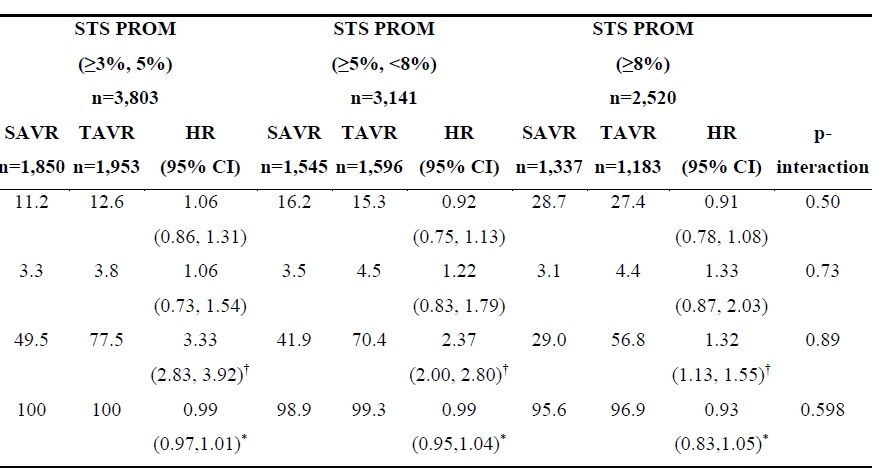 STS PROM STS PROM STS PROM
(≥3%, 5%) (≥5%, <8%) (≥8%)
n=3,803 n=3,141 n=2,520
SAVR TAVR HR SAVR TAVR HR SAVR TAVR HR p-
n=1,850 n=1,953 (95% CI) n=1,545 n=1,596 (95% CI) n=1,337 n=1,183 (95% CI) interaction
11.2 12.6 1.06 16.2 15.3 0.92 28.7 27.4 0.91 0.50
(0.86, 1.31) (0.75, 1.13) (0.78, 1.08)
3.3 3.8 1.06 3.5 4.5 1.22 3.1 4.4 1.33 0.73
(0.73, 1.54) (0.83, 1.79) (0.87, 2.03)
49.5 77.5 3.33 41.9 70.4 2.37 29.0 56.8 1.32 0.89
(2.83, 3.92)† (2.00, 2.80)† (1.13, 1.55)†
100 100 0.99 98.9 99.3 0.99 95.6 96.9 0.93 0.598
(0.97,1.01)* (0.95,1.04)* (0.83,1.05)*